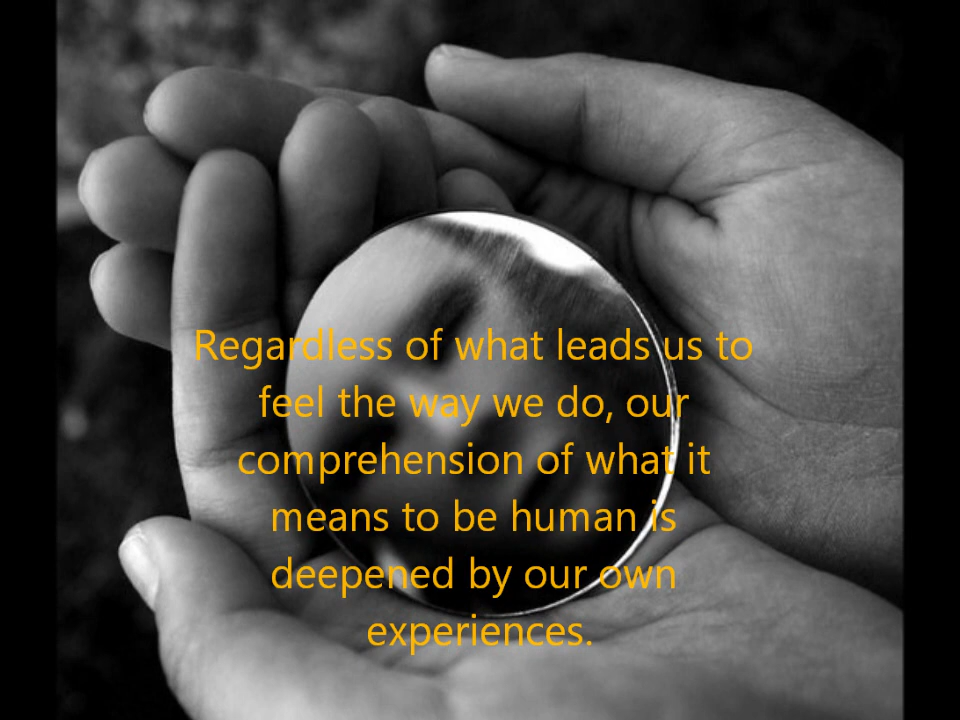 Regardless of what leads us to
feel the way we do, our
comprehension of what it
means to be human is
deepened by our own
experiences.